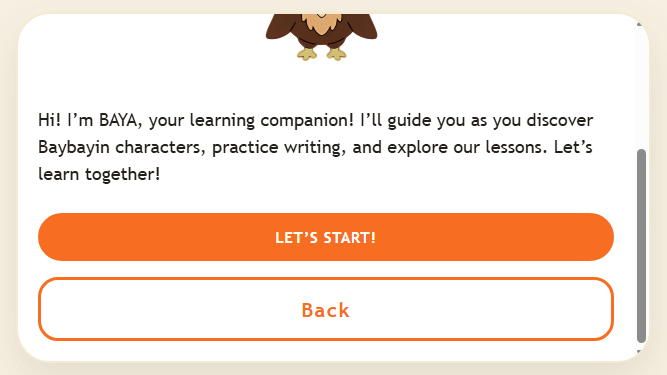 Hi! I’m BAYA, your learning companion! I’ll guide you as you discover
Baybayin characters, practice writing, and explore our lessons. Let’s
learn together!
LET’S START!
Back